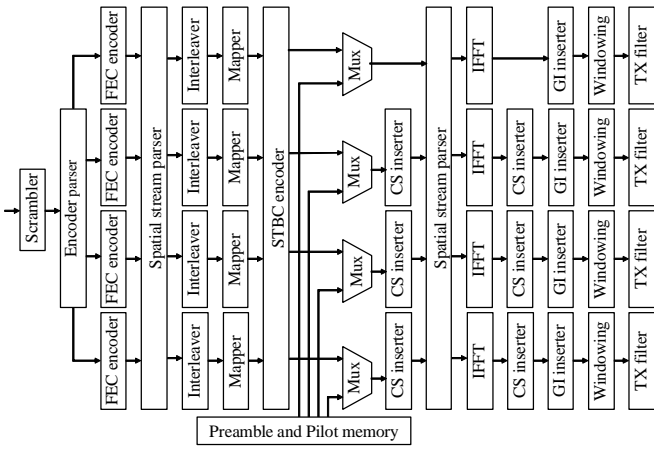 Scrambler
Encoder parser
FEC encoder
FEC encoder
FEC encoder
FEC encoder
Spatial stream parser
Interleaver
Interleaver
Interleaver
Interleaver
Mapper
Mapper
Mapper
Mapper
STBC encoder
Mux
Mux
Mux
Mux
CS inserter
CS inserter
CS inserter
Spatial stream parser
IFFT
IFFT
IFFT
IFFT
CS inserter
CS inserter
CS inserter
GI inserter
GI inserter
GI inserter
GI inserter
Windowing
Windowing
Windowing
Windowing
TX filter
TX filter
TX filter
TX filter
Preamble and Pilot memory